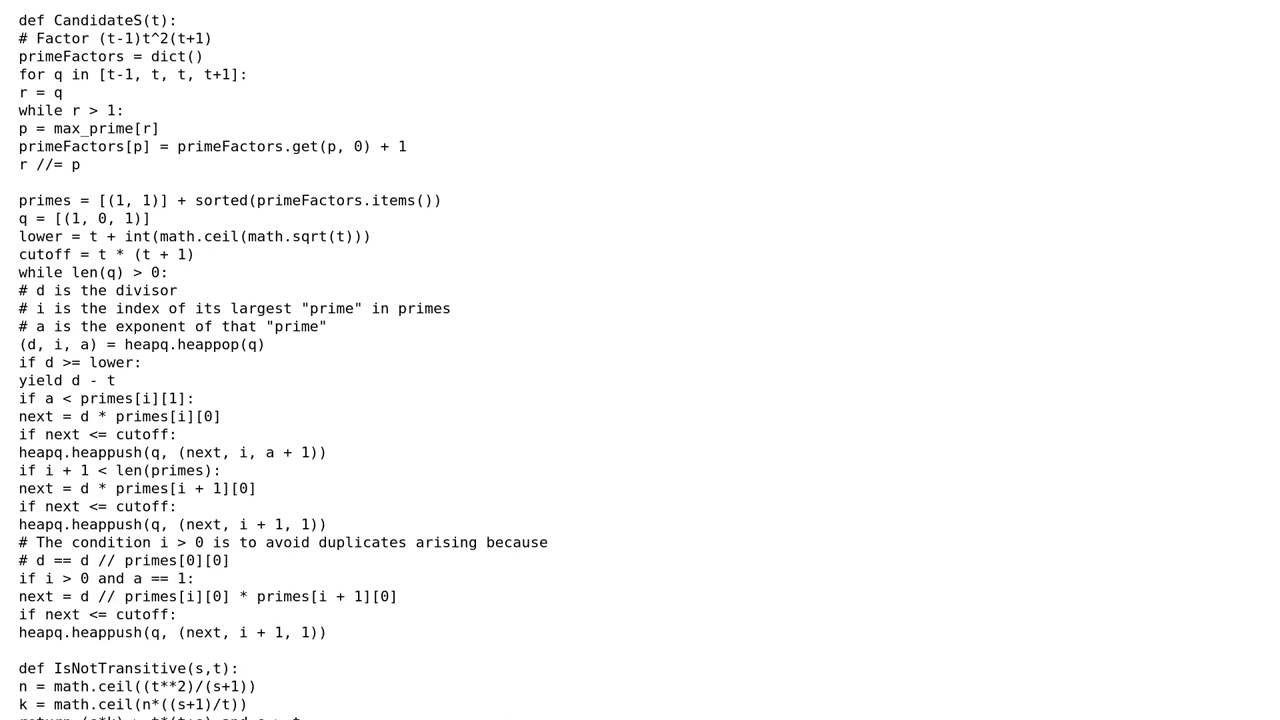 def CandidateS(t):
# Factor (t-1)t^2(t+1)
primeFactors = dict()
for q in [t-1, t, t, t+1]:
r = q
while r > 1:
p = max_prime[r]
primeFactors[p] = primeFactors.get(p, 0) + 1
r //= p

primes = [(1, 1)] + sorted(primeFactors.items())
q = [(1, 0, 1)]
lower = t + int(math.ceil(math.sqrt(t)))
cutoff = t * (t + 1)
while len(q) > 0:
# d is the divisor
# i is the index of its largest "prime" in primes
# a is the exponent of that "prime"
(d, i, a) = heapq.heappop(q)
if d >= lower:
yield d - t
if a < primes[i][1]:
next = d * primes[i][0]
if next <= cutoff:
heapq.heappush(q, (next, i, a + 1))
if i + 1 < len(primes):
next = d * primes[i + 1][0]
if next <= cutoff:
heapq.heappush(q, (next, i + 1, 1))
# The condition i > 0 is to avoid duplicates arising because
# d == d // primes[0][0]
if i > 0 and a == 1:
next = d // primes[i][0] * primes[i + 1][0]
if next <= cutoff:
heapq.heappush(q, (next, i + 1, 1))

def IsNotTransitive(s,t):
n = math.ceil((t**2)/(s+1))
k = math.ceil(n*((s+1)/t))